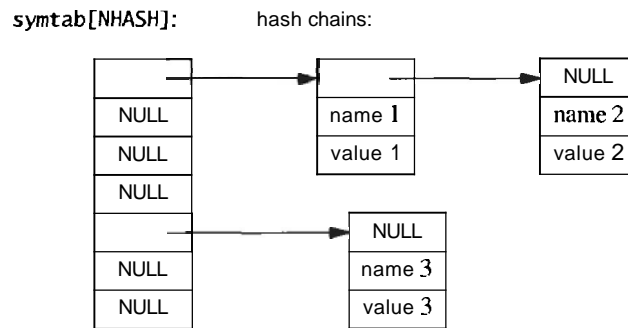 symtab[NHASH]: hash chains:
NULL
NULL name 1 name 2
NULL value 1 value 2
NULL
NULL
NULL name 3
NULL value 3